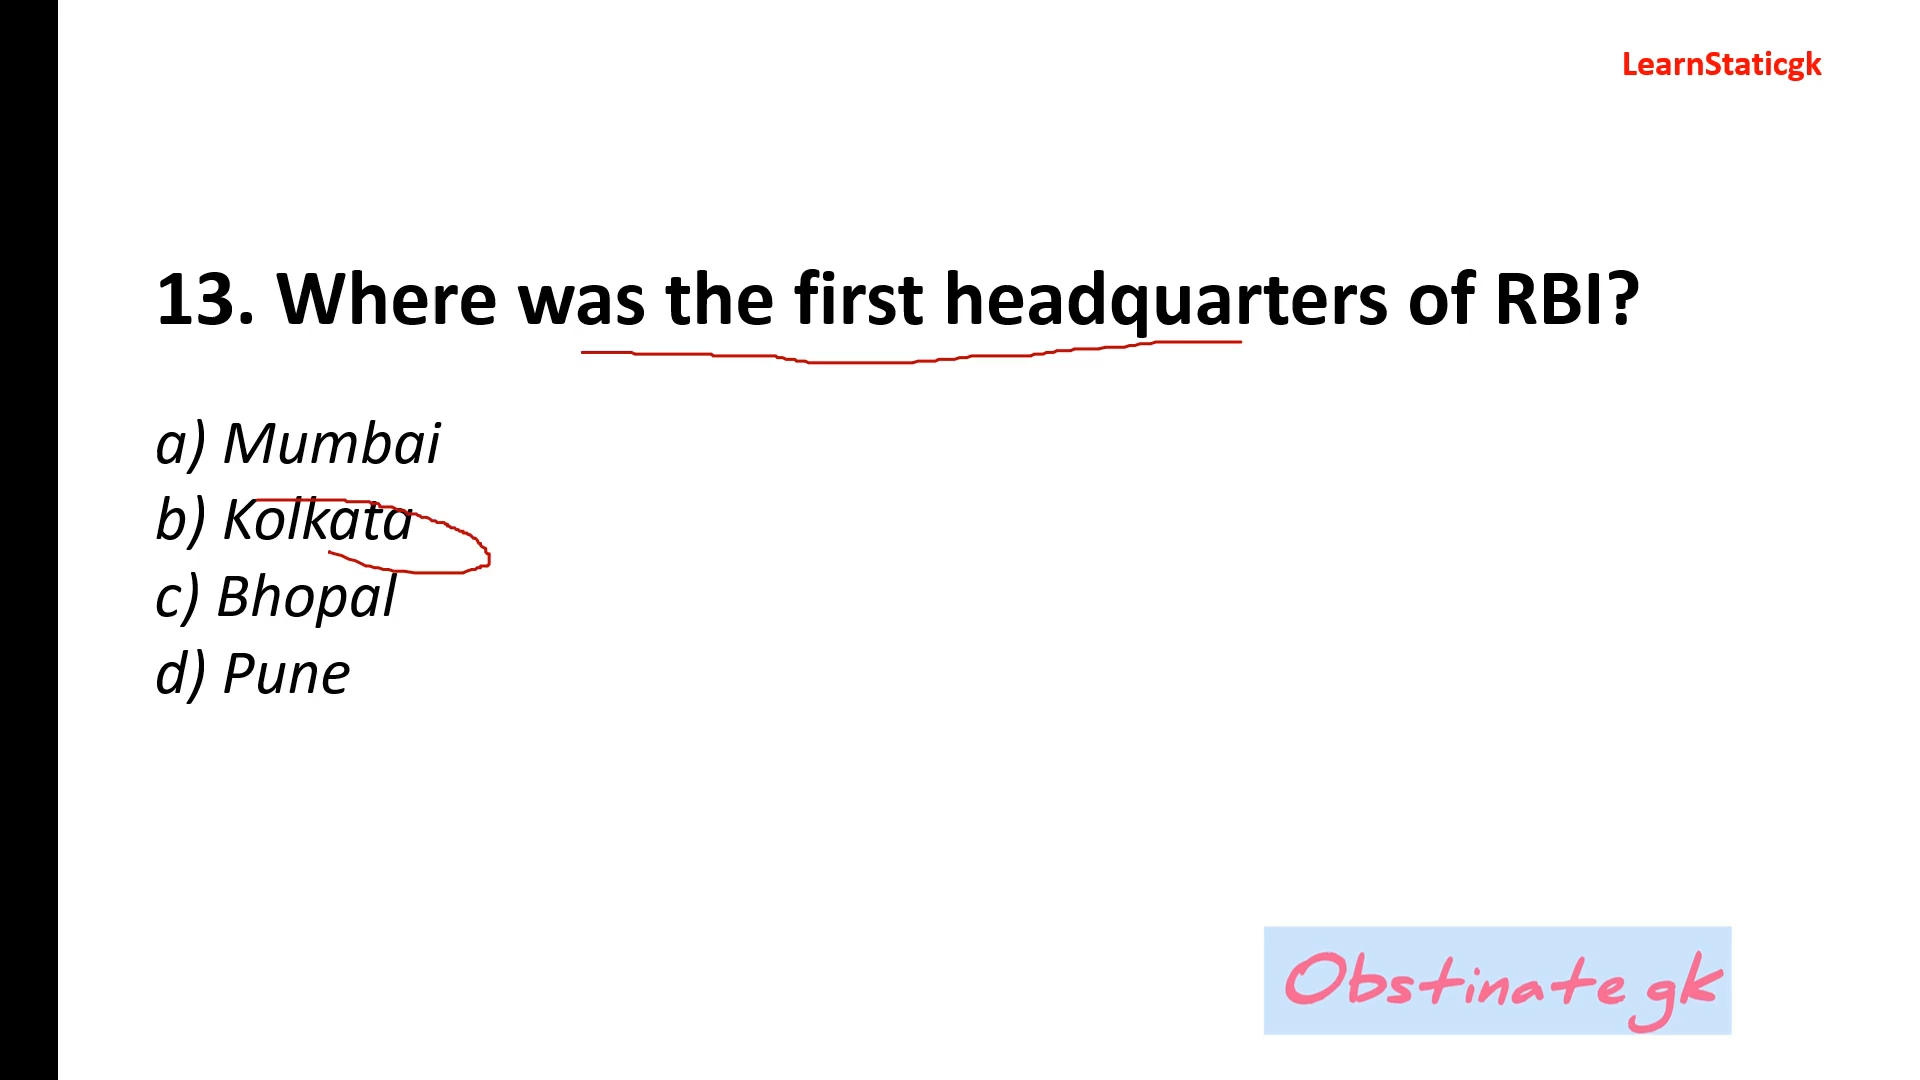 LearnStaticgk
13. Where was the first headquarters of RBI?
a) Mumbai
b) Kolkata
c) Bhopal
d) Pune
Obstinate gk